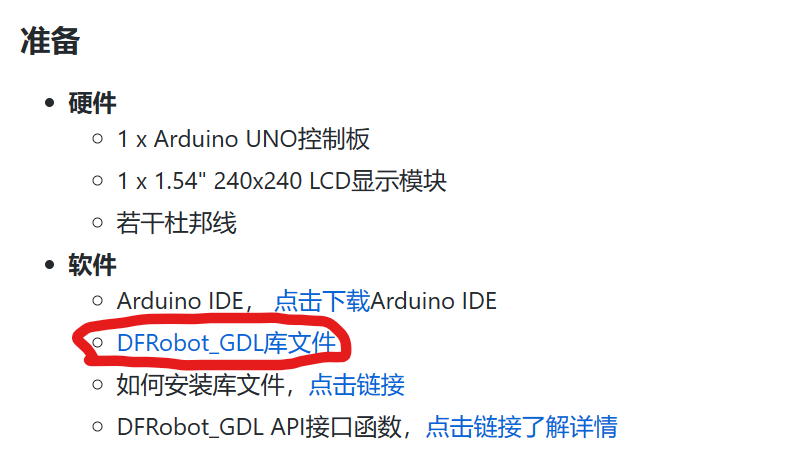 准备
硬件
1 x Arduino UNO控制板
1 x 1.54" 240x240 LCD显示模块
若干杜邦线
软件
Arduino IDE，点击下载Arduino IDE
DFRobot_GDL库文件
如何安装库文件，点击链接
DFRobot_GDL API接口函数，点击链接了解详情